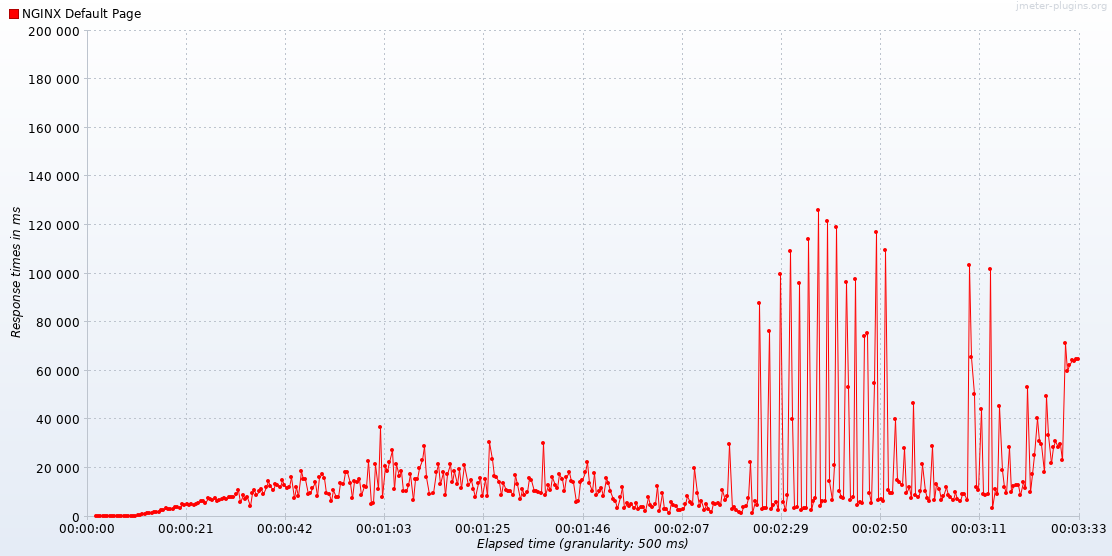 jmeter-plugins.org
NGINX Default Page
200 000
180 000
160 000
140 000
120 000
100 000
80 000
60 000
40 000
20 000
0
Response times in ms
00:00:00 00:00:21 00:00:42 00:01:03 00:01:25 00:01:46 00:02:07 00:02:29 00:02:50 00:03:11 00:03:33
Elapsed time (granularity: 500 ms)